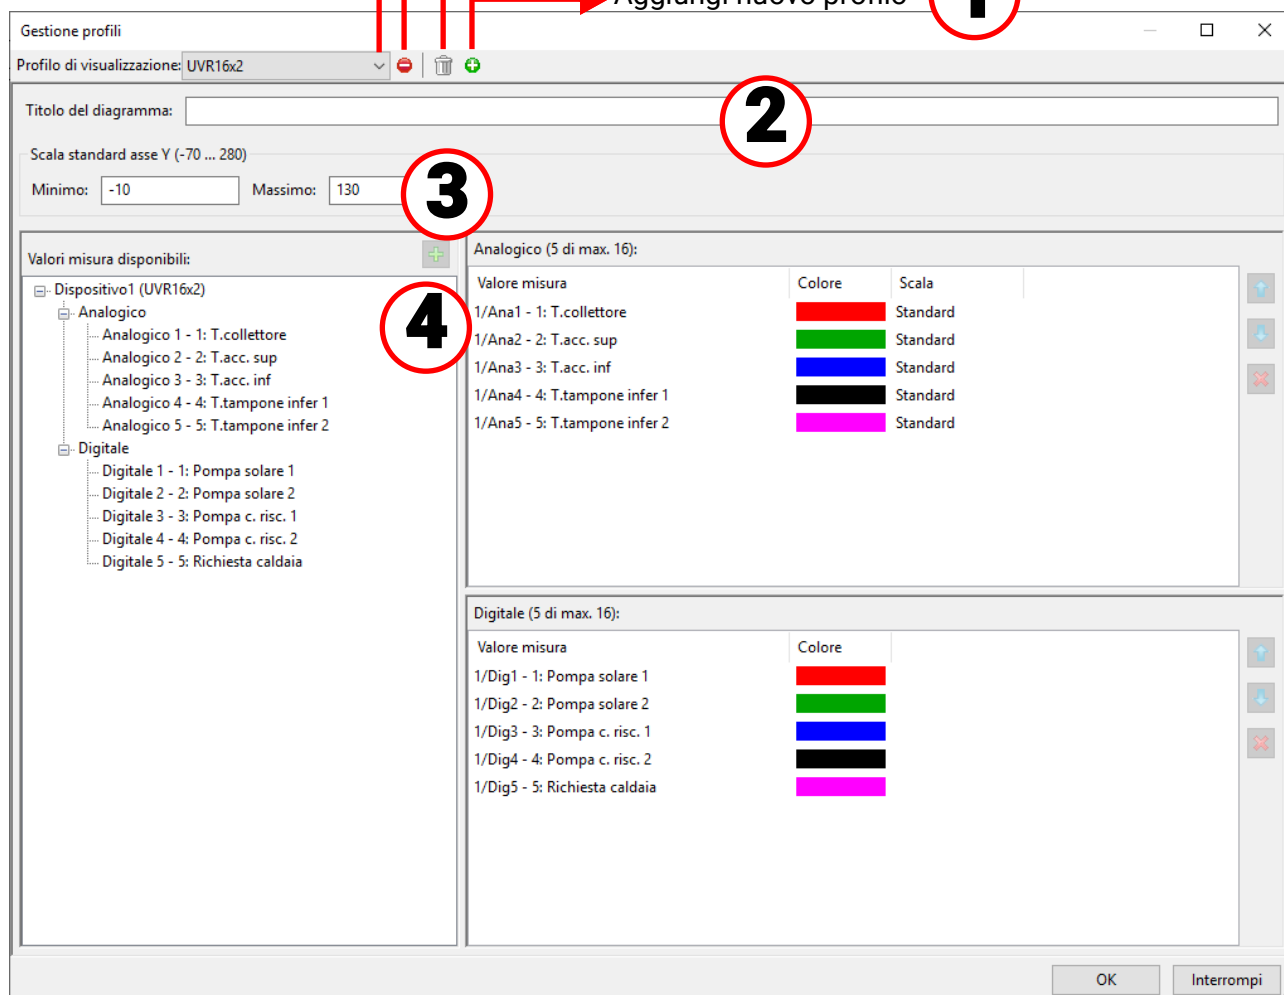 Aggiungi nuovo profilo
1
Gestione profili
Profilo di visualizzazione: UVR16x2
Titolo del diagramma:
2
Scala standard asse Y (-70 ... 280)
Minimo: -10 Massimo: 130
3
Valori misura disponibili:
Dispositivo1 (UVR16x2)
Analogico
Analogico 1 - 1: T.collettore
Analogico 2 - 2: T.acc. sup
Analogico 3 - 3: T.acc. inf
Analogico 4 - 4: T.tampone infer 1
Analogico 5 - 5: T.tampone infer 2
Digitale
Digitale 1 - 1: Pompa solare 1
Digitale 2 - 2: Pompa solare 2
Digitale 3 - 3: Pompa c. risc. 1
Digitale 4 - 4: Pompa c. risc. 2
Digitale 5 - 5: Richiesta caldaia
4
Analogico (5 di max. 16):
Valore misura Colore Scala
1/Ana1 - 1: T.collettore Standard
1/Ana2 - 2: T.acc. sup Standard
1/Ana3 - 3: T.acc. inf Standard
1/Ana4 - 4: T.tampone infer 1 Standard
1/Ana5 - 5: T.tampone infer 2 Standard
Digitale (5 di max. 16):
Valore misura Colore
1/Dig1 - 1: Pompa solare 1
1/Dig2 - 2: Pompa solare 2
1/Dig3 - 3: Pompa c. risc. 1
1/Dig4 - 4: Pompa c. risc. 2
1/Dig5 - 5: Richiesta caldaia
OK Interrompi